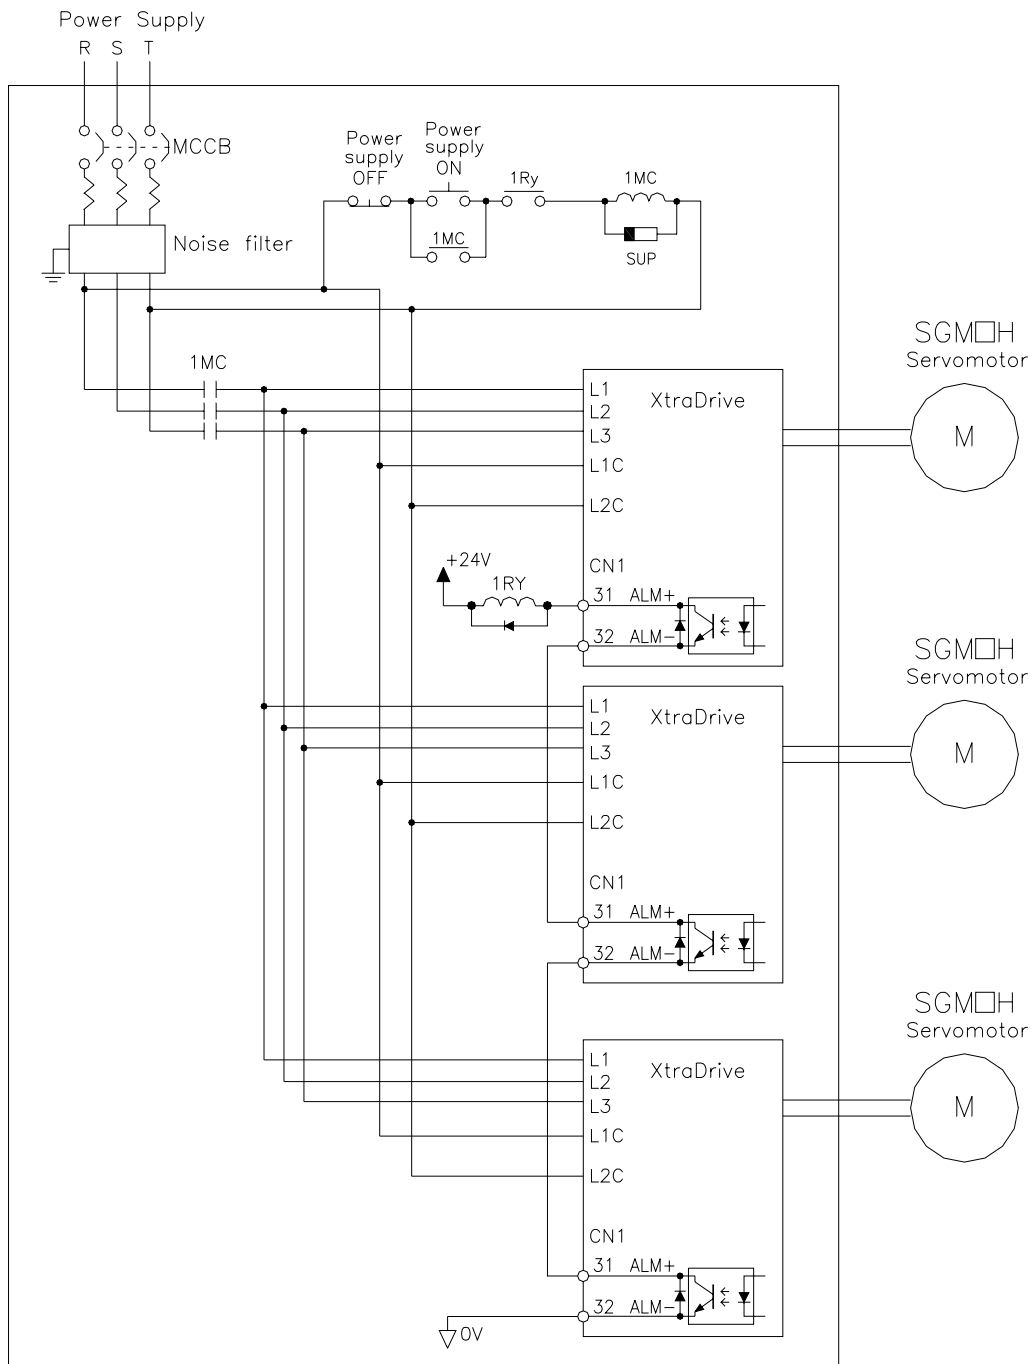 Power Supply
R S T
MCCB
Power
supply
OFF
Power
supply
ON
1Ry
1MC
1MC
SUP
Noise filter
1MC
SGM□H
Servomotor
M
XtraDrive
L1
L2
L3
L1C
L2C
+24V
1RY
CN1
31 ALM+
32 ALM-
SGM□H
Servomotor
M
XtraDrive
L1
L2
L3
L1C
L2C
CN1
31 ALM+
32 ALM-
SGM□H
Servomotor
M
XtraDrive
L1
L2
L3
L1C
L2C
CN1
31 ALM+
32 ALM-
0V